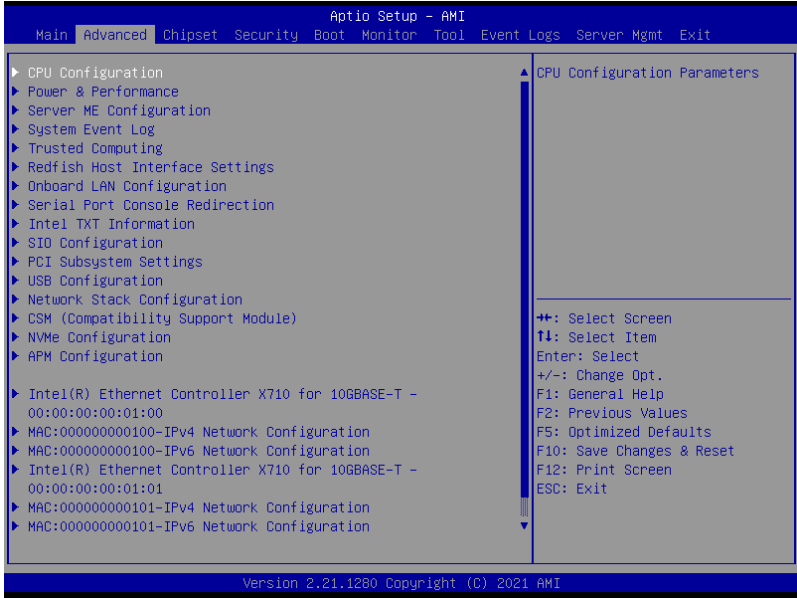 Aptio Setup – AMI
Main Advanced Chipset Security Boot Monitor Tool Event Logs Server Mgmt Exit
CPU Configuration
Power & Performance
Server ME Configuration
System Event Log
Trusted Computing
Redfish Host Interface Settings
Onboard LAN Configuration
Serial Port Console Redirection
Intel TXT Information
SIO Configuration
PCI Subsystem Settings
USB Configuration
Network Stack Configuration
CSM (Compatibility Support Module)
NVMe Configuration
APM Configuration
Intel(R) Ethernet Controller X710 for 10GBASE-T -
00:00:00:00:01:00
MAC:000000000100-IPv4 Network Configuration
MAC:000000000100-IPv6 Network Configuration
Intel(R) Ethernet Controller X710 for 10GBASE-T -
00:00:00:00:01:01
MAC:000000000101-IPv4 Network Configuration
MAC:000000000101-IPv6 Network Configuration
CPU Configuration Parameters
→←: Select Screen
↑↓: Select Item
Enter: Select
+/-: Change Opt.
F1: General Help
F2: Previous Values
F5: Optimized Defaults
F10: Save Changes & Reset
F12: Print Screen
ESC: Exit
Version 2.21.1280 Copyright (C) 2021 AMI